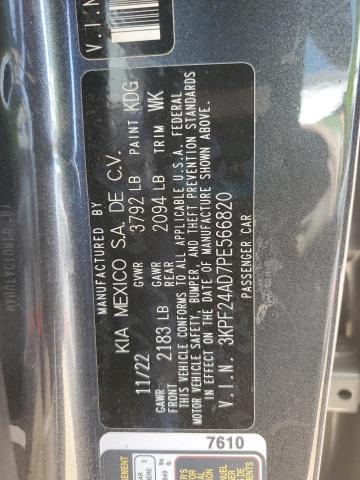 V.I.N
MANUFACTURED BY
KIA MEXICO S.A. DE C.V.
11/22 GVWR 3792 LB PAINT KDG
GAWR FRONT 2183 LB GAWR REAR 2094 LB TRIM WK
THIS VEHICLE CONFORMS TO ALL APPLICABLE U.S.A. FEDERAL
MOTOR VEHICLE SAFETY, BUMPER, AND THEFT PREVENTION STANDARDS
IN EFFECT ON THE DATE OF MANUFACTURE SHOWN ABOVE.
V.I.N. 3KPF24AD7PE586820
PASSENGER CAR
7610